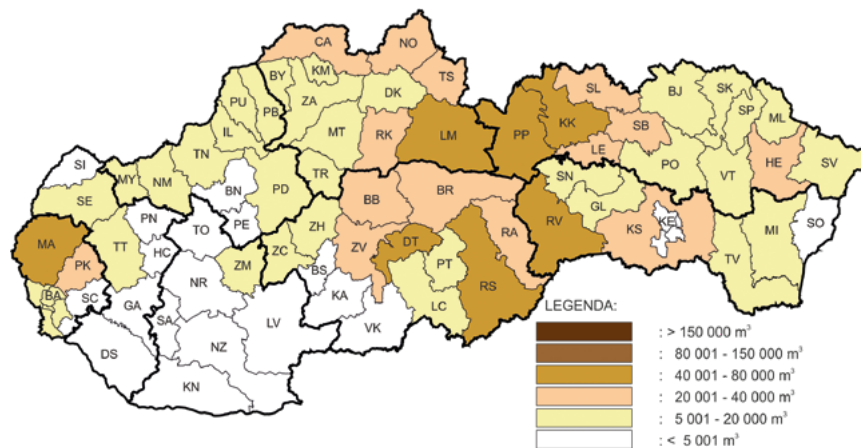 CA NO
BY KM TS
PU ZA DK SL BJ SK
PB SP ML
IL MT RK LM PP KK SB
LE PO VT HE SV
SI MY NM TN BN PD TR
SE PN PE BB BR SN GL
MA TT TO ZH RV KS KE MI SO
PK HC ZM ZC BS ZV DT RA TV
BA SC NR PT
GA SA KA LC RS
DS NZ LV VK
KN
LEGENDA:
: > 150 000 m³
: 80 001 - 150 000 m³
: 40 001 - 80 000 m³
: 20 001 - 40 000 m³
: 5 001 - 20 000 m³
: < 5 001 m³